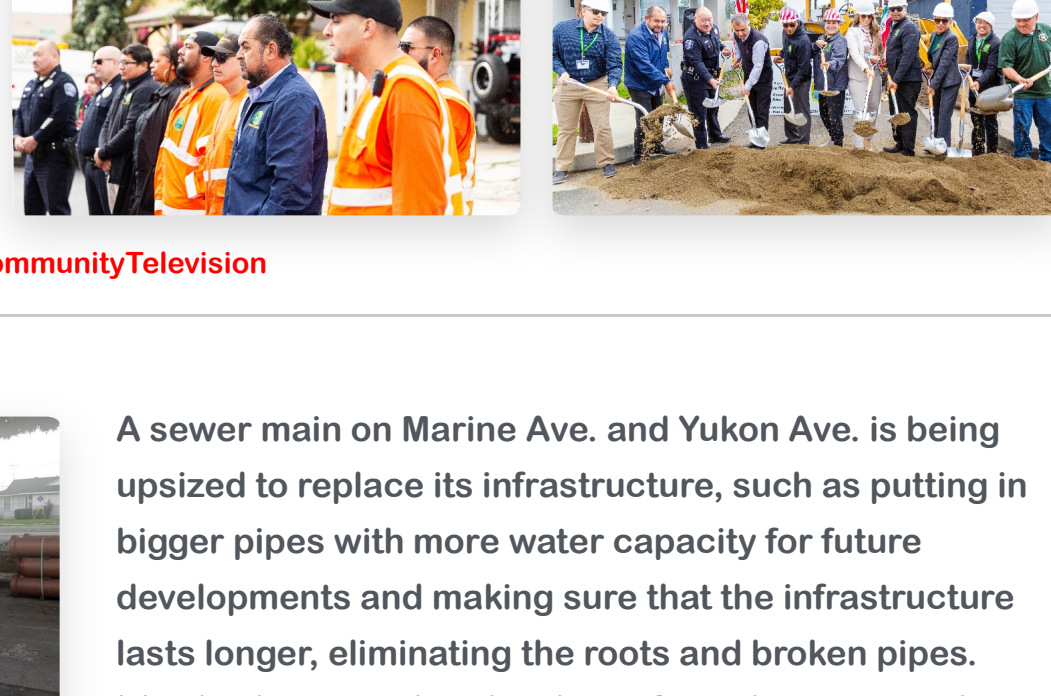 ommunityTelevision
A sewer main on Marine Ave. and Yukon Ave. is being
upsized to replace its infrastructure, such as putting in
bigger pipes with more water capacity for future
developments and making sure that the infrastructure
lasts longer, eliminating the roots and broken pipes.